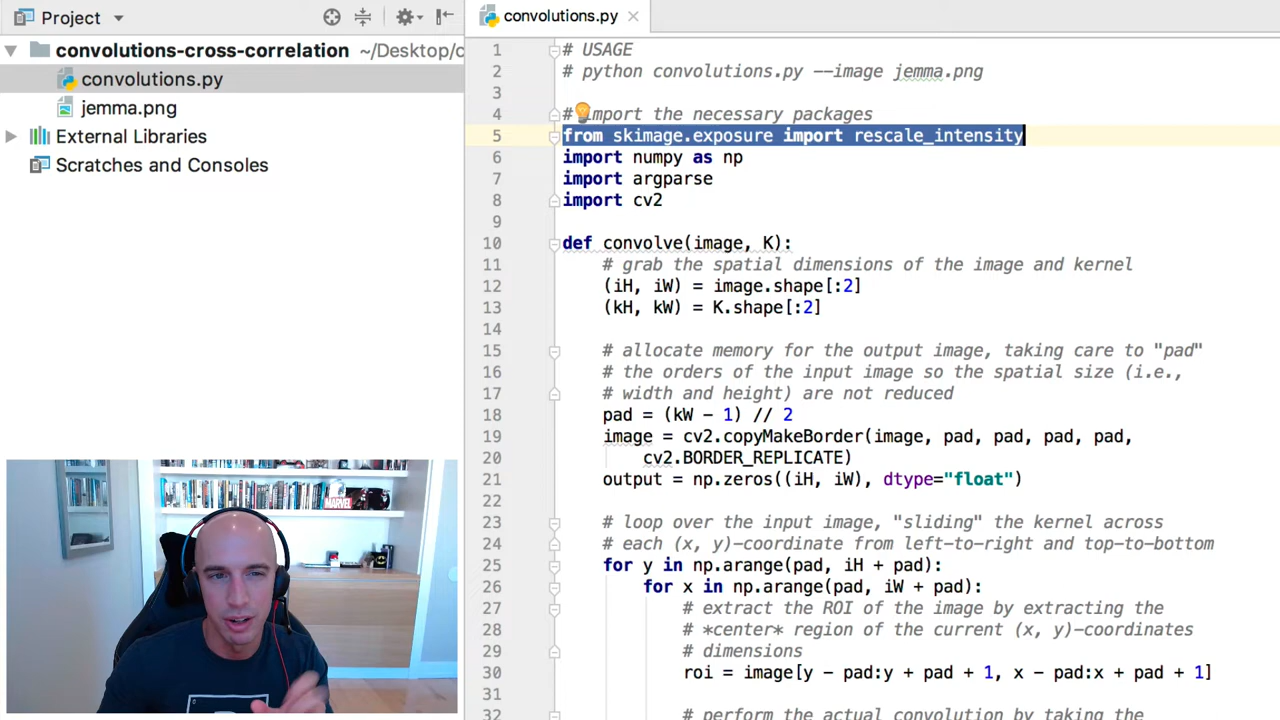 Project
convolutions-cross-correlation ~/Desktop/c
convolutions.py
jemma.png
External Libraries
Scratches and Consoles
convolutions.py
1 # USAGE
2 # python convolutions.py --image jemma.png
3
4 # import the necessary packages
5 from skimage.exposure import rescale_intensity
6 import numpy as np
7 import argparse
8 import cv2
9
10 def convolve(image, K):
11 # grab the spatial dimensions of the image and kernel
12 (iH, iW) = image.shape[:2]
13 (kH, kW) = K.shape[:2]
14
15 # allocate memory for the output image, taking care to "pad"
16 # the orders of the input image so the spatial size (i.e.,
17 # width and height) are not reduced
18 pad = (kW - 1) // 2
19 image = cv2.copyMakeBorder(image, pad, pad, pad, pad,
20 cv2.BORDER_REPLICATE)
21 output = np.zeros((iH, iW), dtype="float")
22
23 # loop over the input image, "sliding" the kernel across
24 # each (x, y)-coordinate from left-to-right and top-to-bottom
25 for y in np.arange(pad, iH + pad):
26 for x in np.arange(pad, iW + pad):
27 # extract the ROI of the image by extracting the
28 # *center* region of the current (x, y)-coordinates
29 # dimensions
30 roi = image[y - pad:y + pad + 1, x - pad:x + pad + 1]
31
32 # perform the actual convolution by taking the
MARVEL